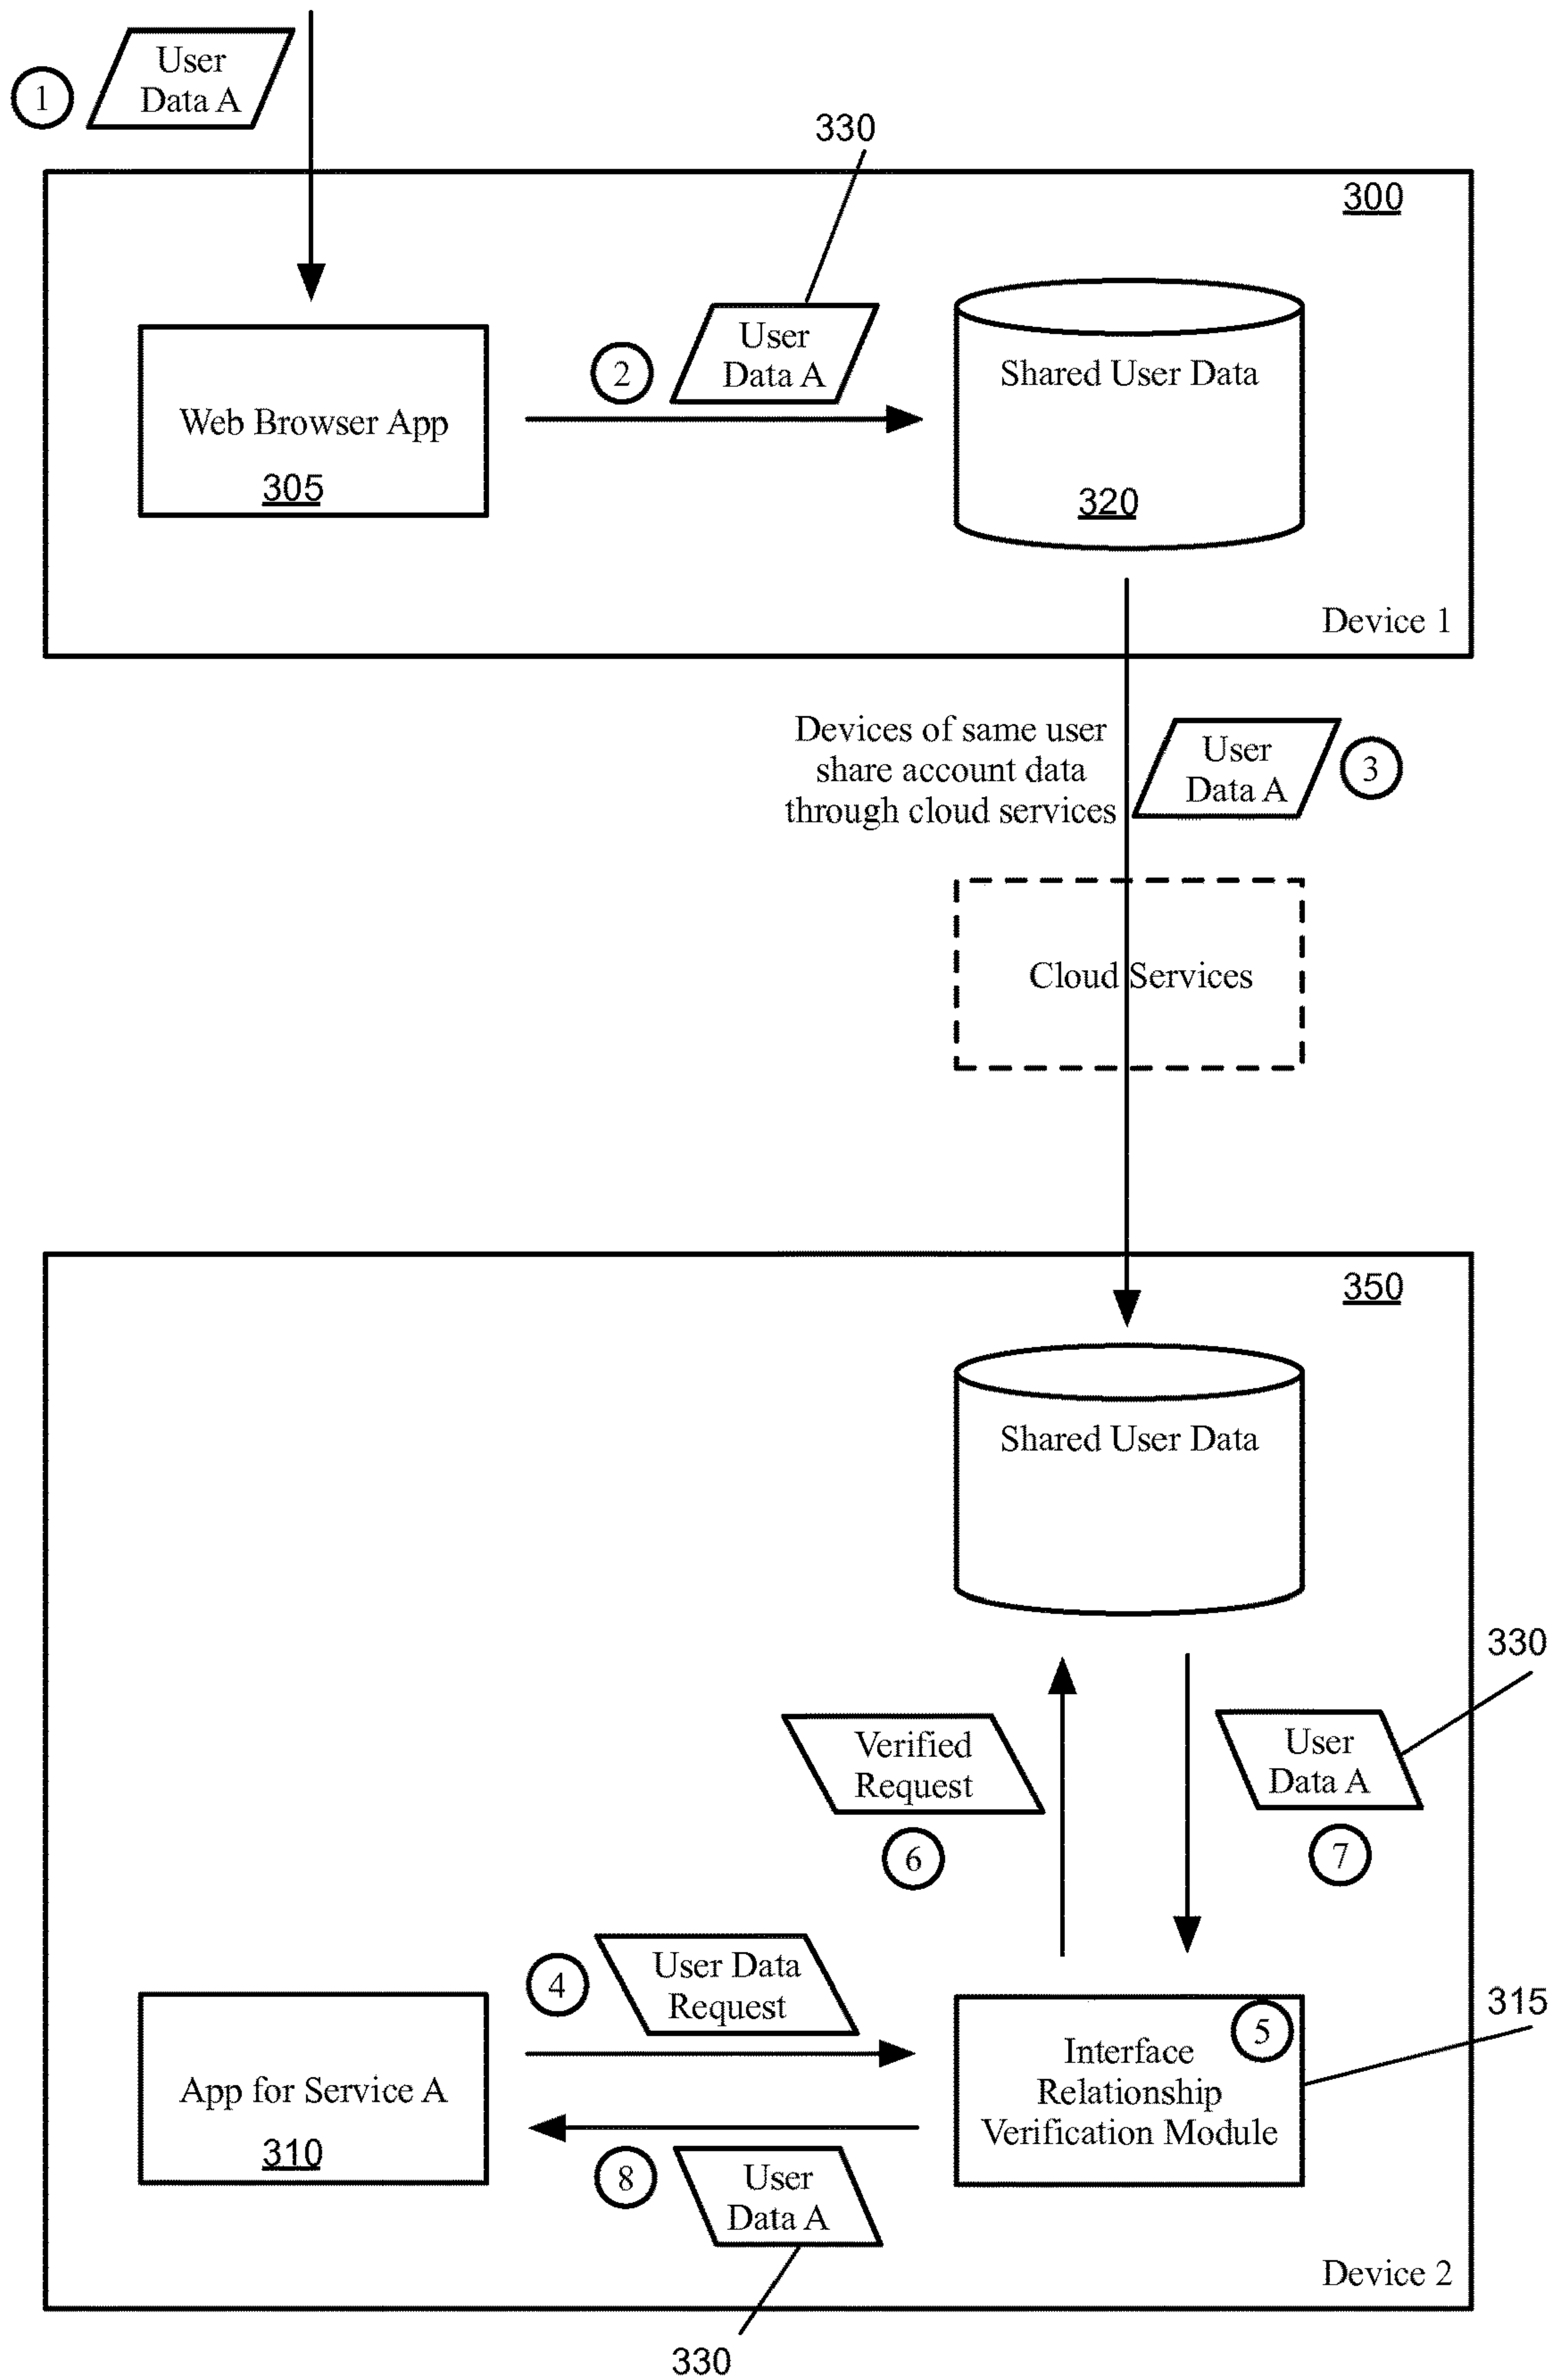 User
Data A
1
330
300
User
Data A
2
Shared User Data
Web Browser App
305
320
Device 1
Devices of same user
share account data
through cloud services
User
Data A
3
Cloud Services
350
Shared User Data
330
Verified
Request
6
User
Data A
7
4
User Data
Request
315
5
Interface
Relationship
Verification Module
App for Service A
310
8
User
Data A
Device 2
330